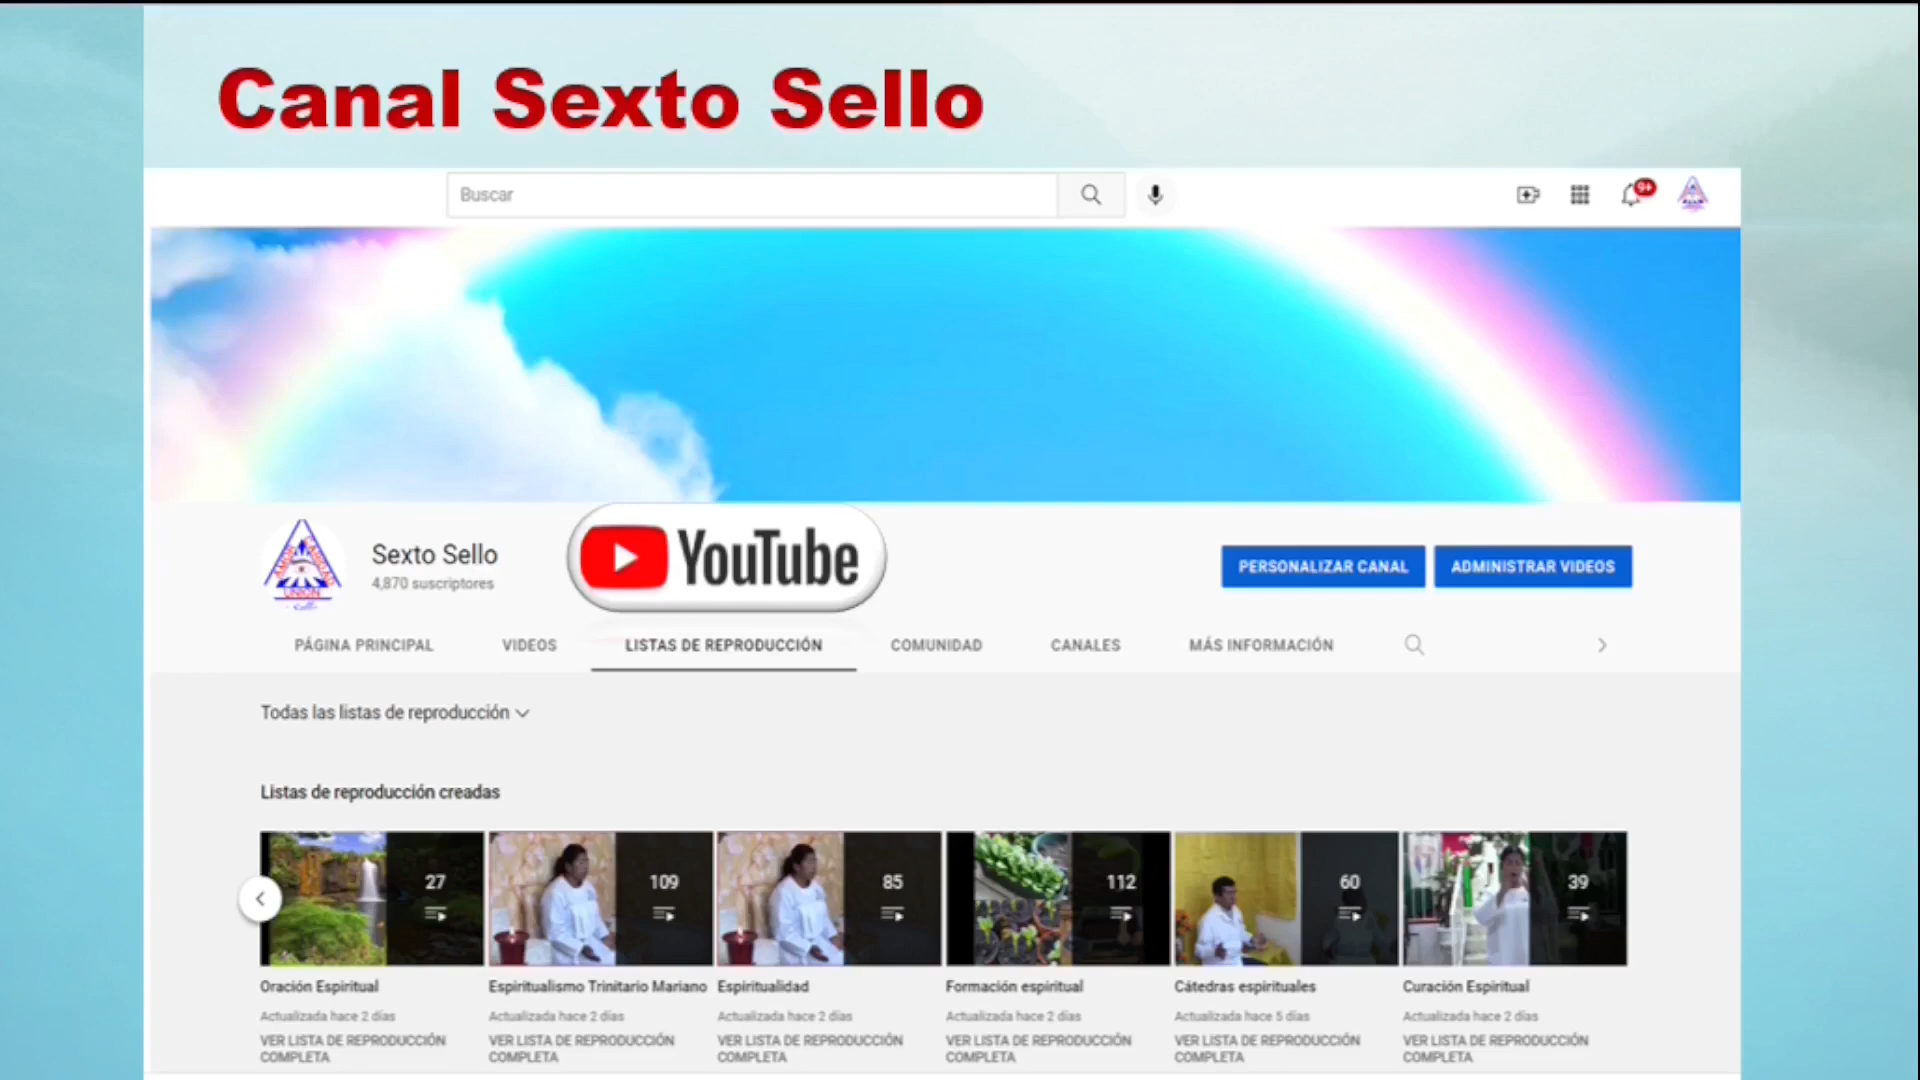 Canal Sexto Sello
Buscar
9+
AMOR CARIDAD
UNION
Sexto Sello
4,870 suscriptores
YouTube
PERSONALIZAR CANAL
ADMINISTRAR VIDEOS
PÁGINA PRINCIPAL
VIDEOS
LISTAS DE REPRODUCCIÓN
COMUNIDAD
CANALES
MÁS INFORMACIÓN
Todas las listas de reproducción
Listas de reproducción creadas
27
109
85
112
60
39
Oración Espiritual
Espiritualismo Trinitario Mariano
Espiritualidad
Formación espiritual
Cátedras espirituales
Curación Espiritual
Actualizada hace 2 días
Actualizada hace 2 días
Actualizada hace 2 días
Actualizada hace 2 días
Actualizada hace 5 días
Actualizada hace 2 días
VER LISTA DE REPRODUCCIÓN
COMPLETA
VER LISTA DE REPRODUCCIÓN
COMPLETA
VER LISTA DE REPRODUCCIÓN
COMPLETA
VER LISTA DE REPRODUCCIÓN
COMPLETA
VER LISTA DE REPRODUCCIÓN
COMPLETA
VER LISTA DE REPRODUCCIÓN
COMPLETA